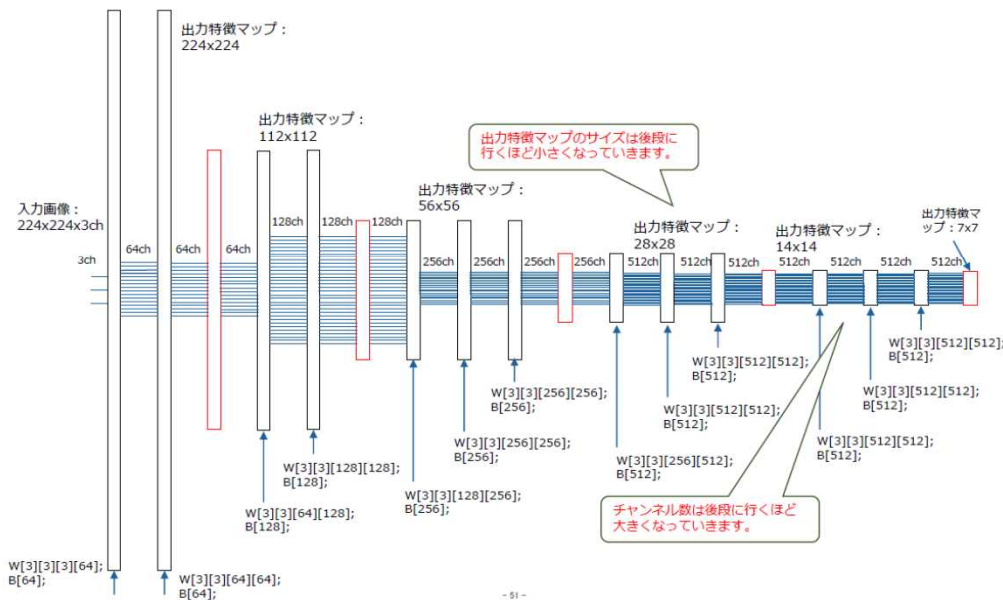 出力特徴マップ：
224x224
出力特徴マップ：
112x112
出力特徴マップのサイズは後段に
行くほど小さくなっていきます。
入力画像：
224x224x3ch
出力特徴マップ：
56x56
出力特徴マップ：
28x28
出力特徴マップ：
14x14
出力特徴マ
ップ：7x7
3ch
64ch
64ch
64ch
128ch
128ch
128ch
256ch
256ch
256ch
256ch
512ch
512ch
512ch
512ch
512ch
512ch
512ch
W[3][3][512][512];
B[512];
W[3][3][512][512];
B[512];
W[3][3][256][256];
B[256];
W[3][3][512][512];
B[512];
W[3][3][512][512];
B[512];
W[3][3][256][256];
B[256];
W[3][3][512][512];
B[512];
W[3][3][128][128];
B[128];
W[3][3][256][512];
B[512];
W[3][3][128][256];
B[256];
W[3][3][64][128];
B[128];
チャンネル数は後段に行くほど
大きくなっていきます。
W[3][3][3][64];
B[64];
W[3][3][64][64];
B[64];
- 51 -